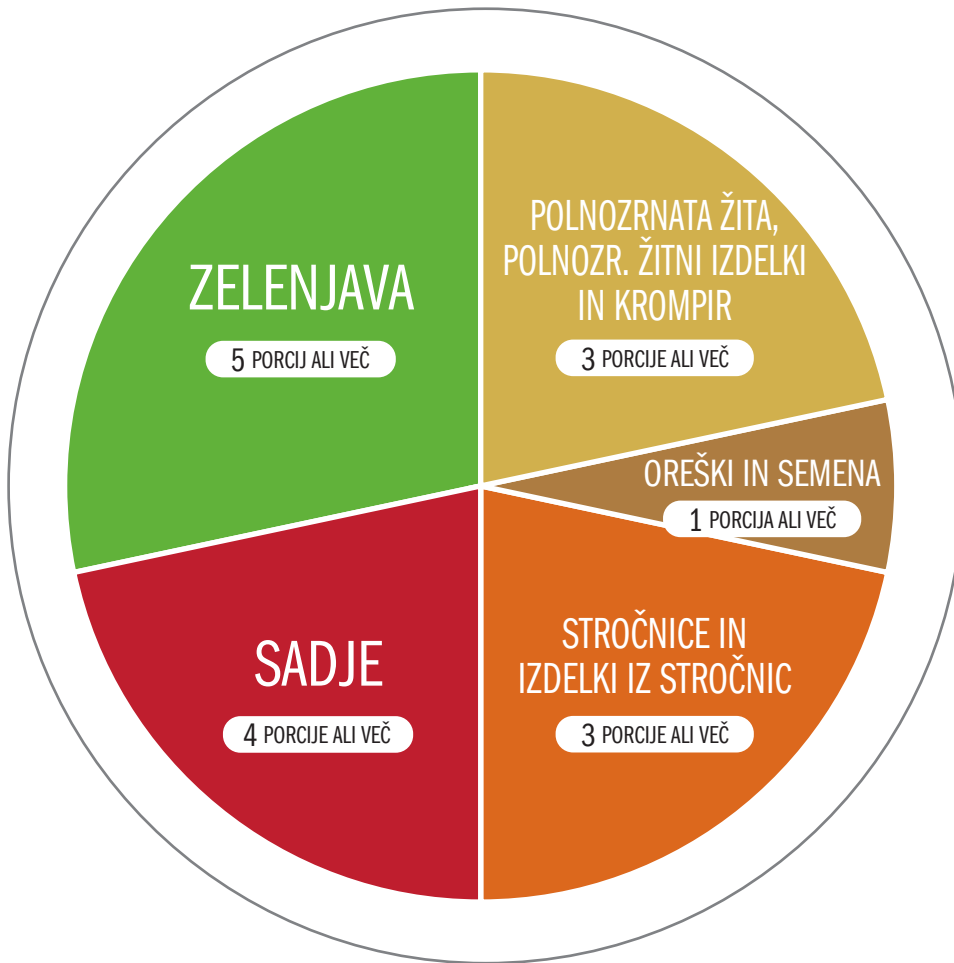 ZELENJAVA
5 PORCIJ ALI VEČ
POLNOZRNATA ŽITA,
POLNOZR. ŽITNI IZDELKI
IN KROMPIR
3 PORCIJE ALI VEČ
OREŠKI IN SEMENA
1 PORCIJA ALI VEČ
SADJE
4 PORCIJE ALI VEČ
STROČNICE IN
IZDELKI IZ STROČNIC
3 PORCIJE ALI VEČ